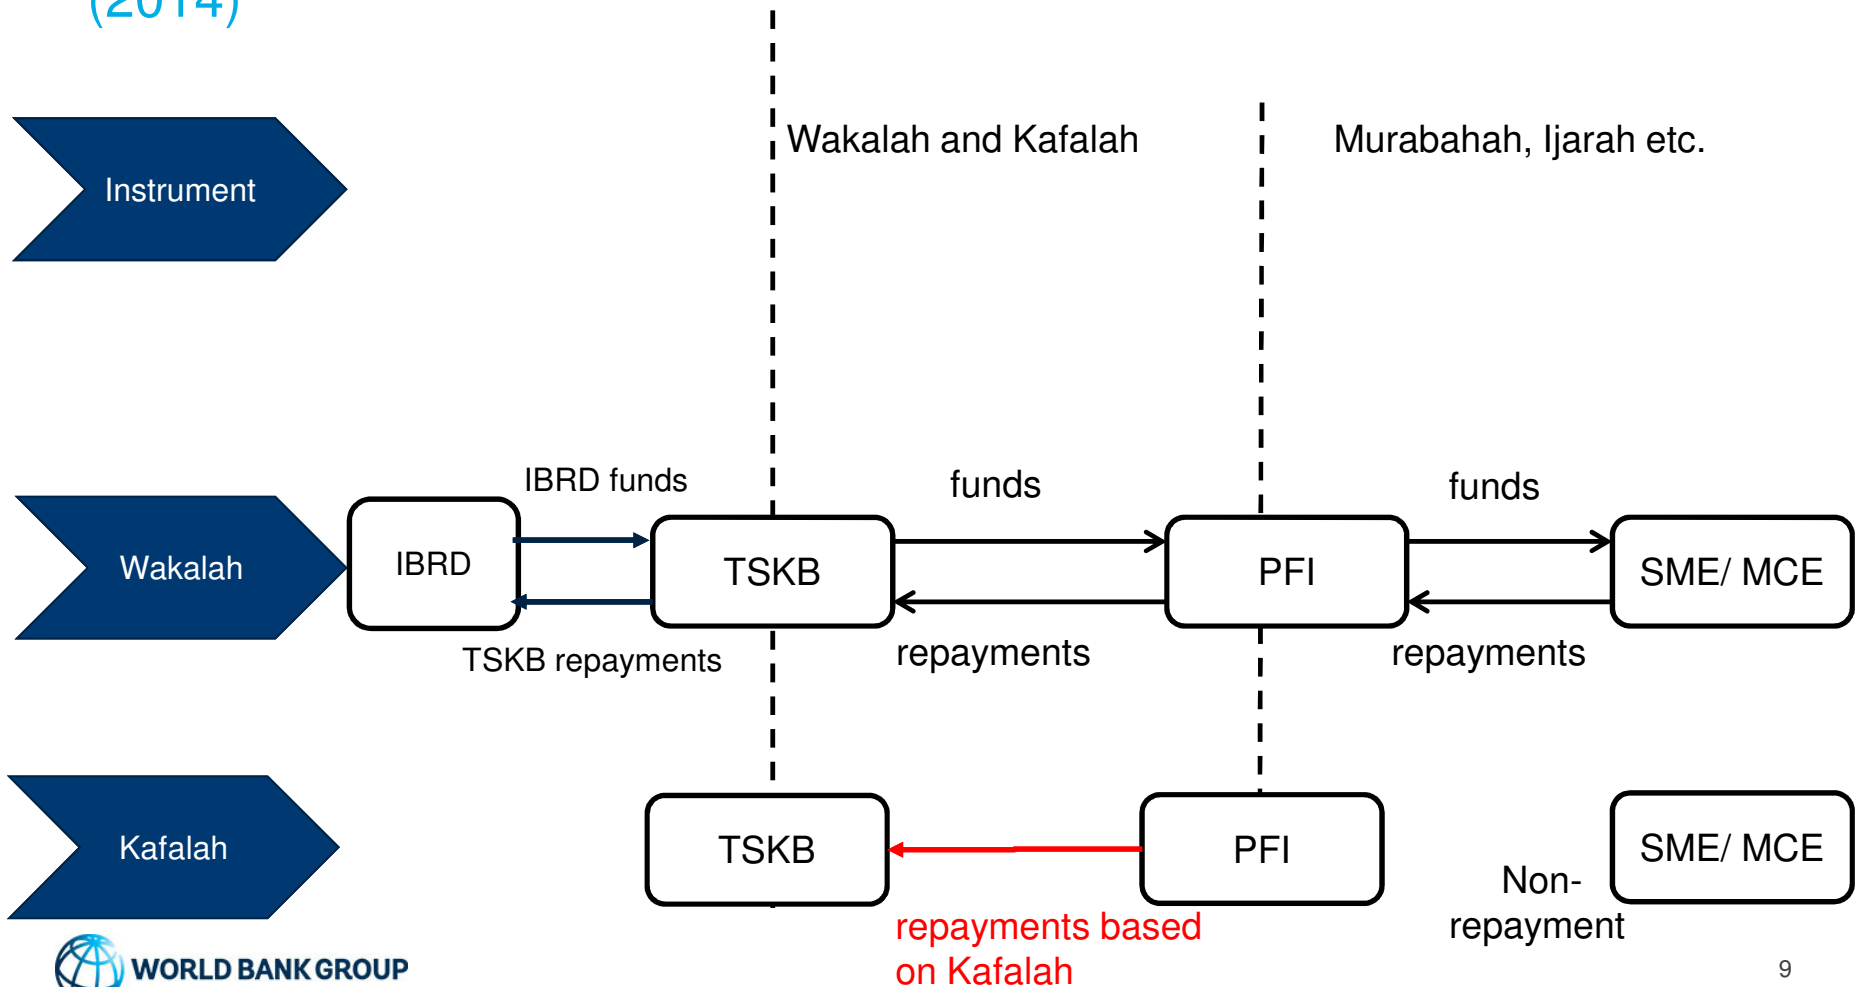 (2014)
Wakalah and Kafalah
Murabahah, Ijarah etc.
Instrument
IBRD funds
funds
funds
Wakalah
IBRD
TSKB
PFI
SME/ MCE
TSKB repayments
repayments
repayments
Kafalah
TSKB
PFI
SME/ MCE
Non-
repayment
repayments based
on Kafalah
WORLD BANK GROUP
9